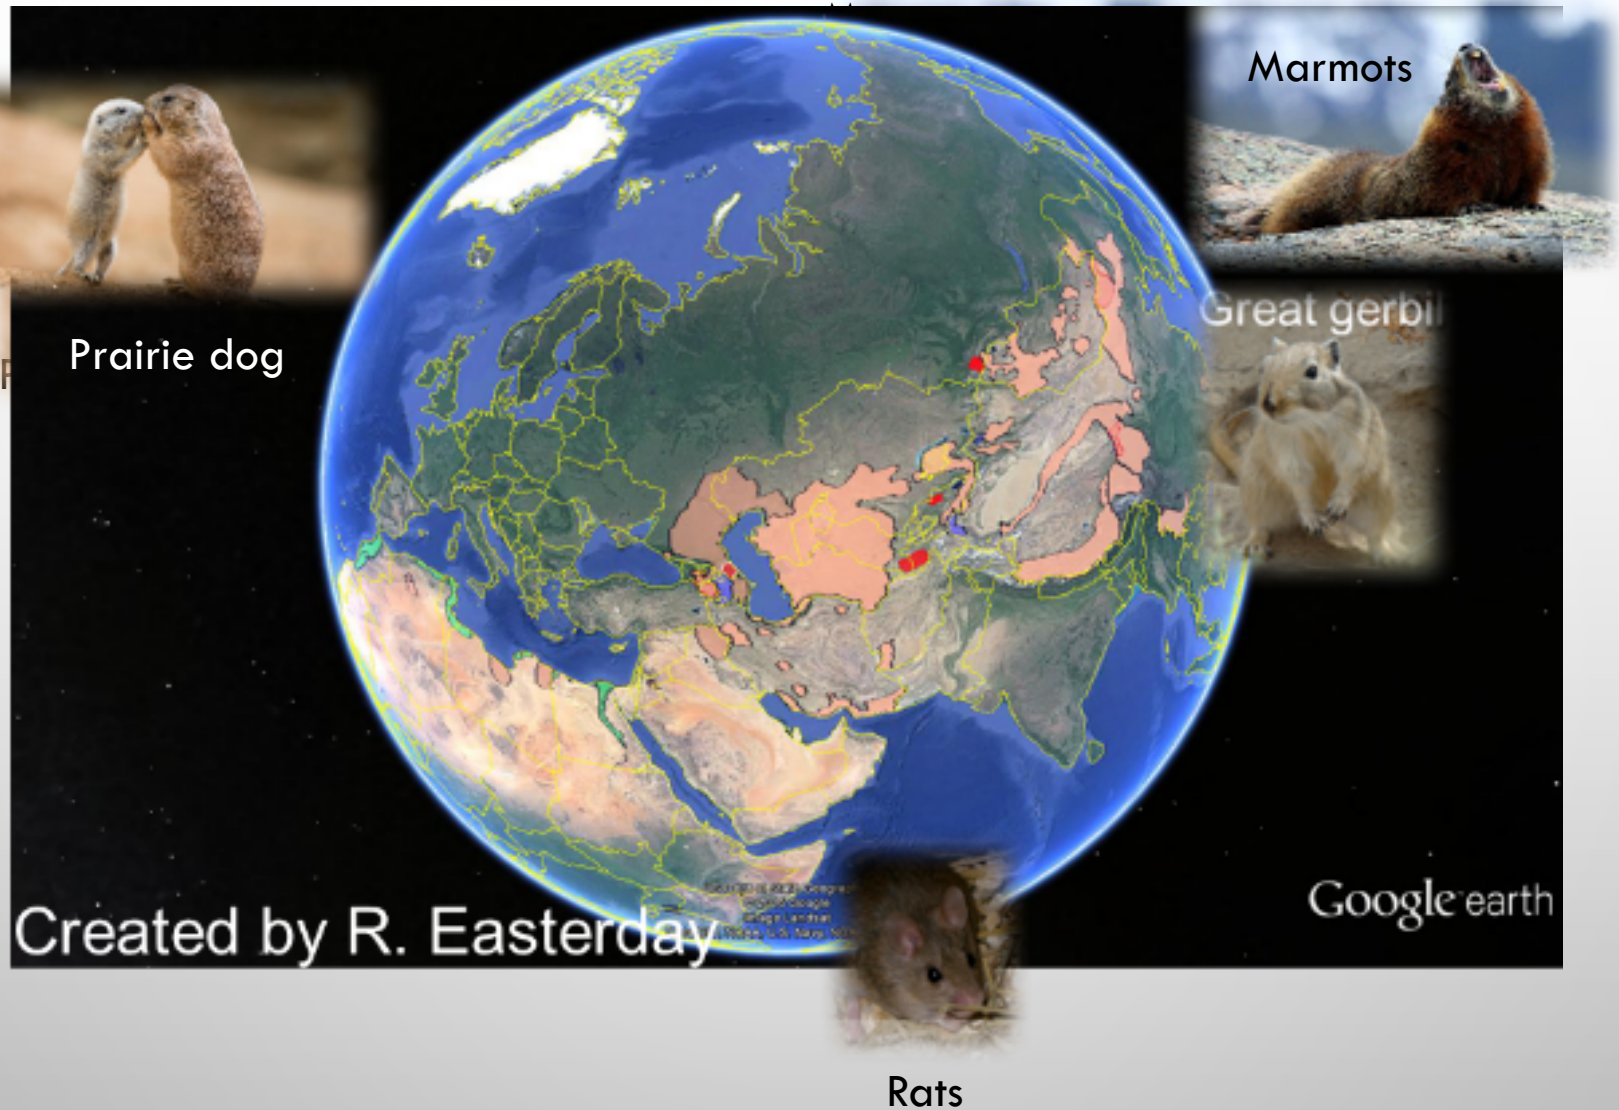 Marmots
Great gerbil
Prairie dog
Google earth
Created by R. Easterday
Rats